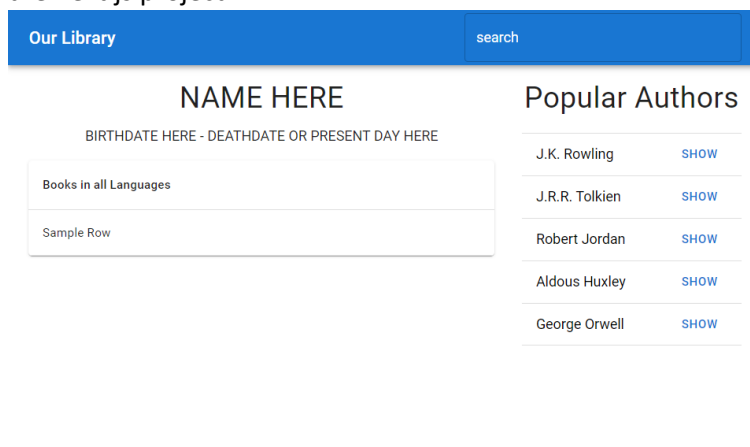 Our Library
search
NAME HERE
BIRTHDATE HERE - DEATHDATE OR PRESENT DAY HERE
Books in all Languages
Sample Row
Popular Authors
J.K. Rowling SHOW
J.R.R. Tolkien SHOW
Robert Jordan SHOW
Aldous Huxley SHOW
George Orwell SHOW